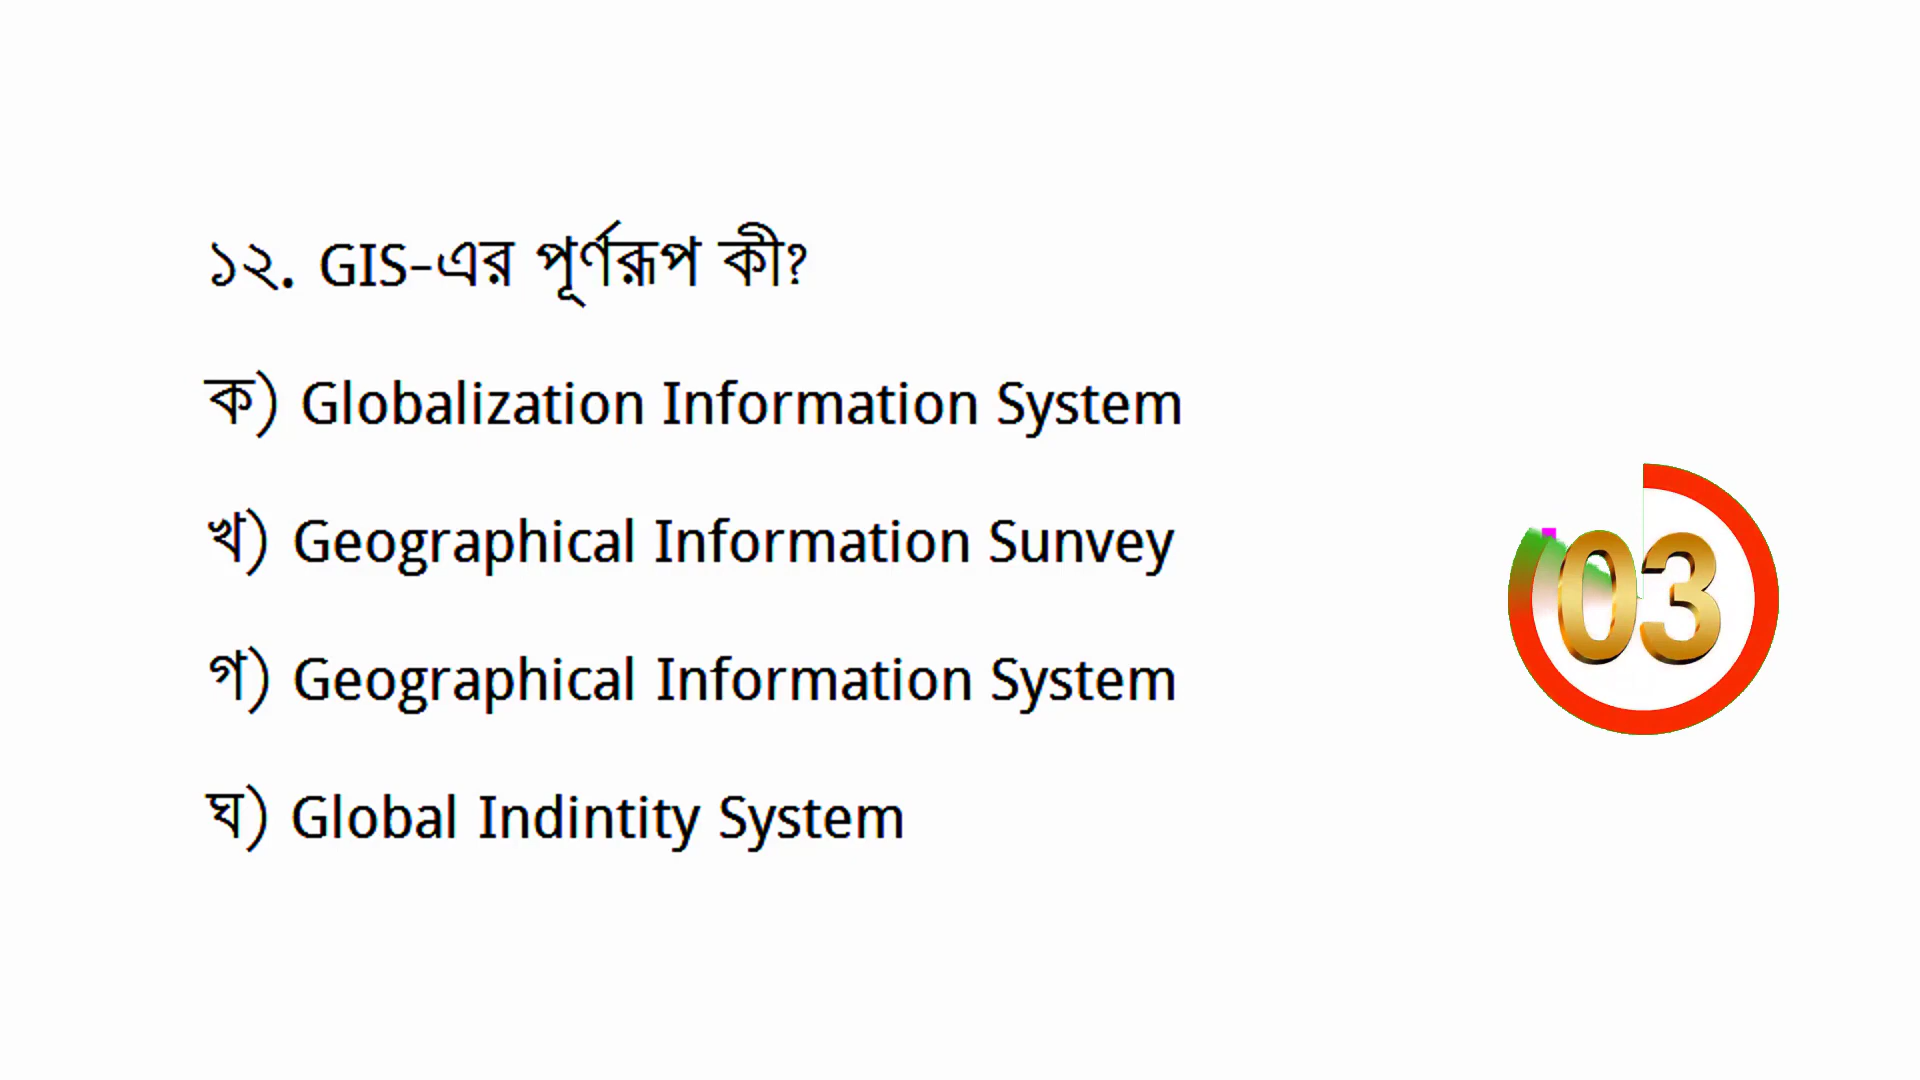 ১২. GIS-এর পূর্ণরূপ কী?
ক) Globalization Information System
খ) Geographical Information Sunvey
গ) Geographical Information System
ঘ) Global Indintity System
03